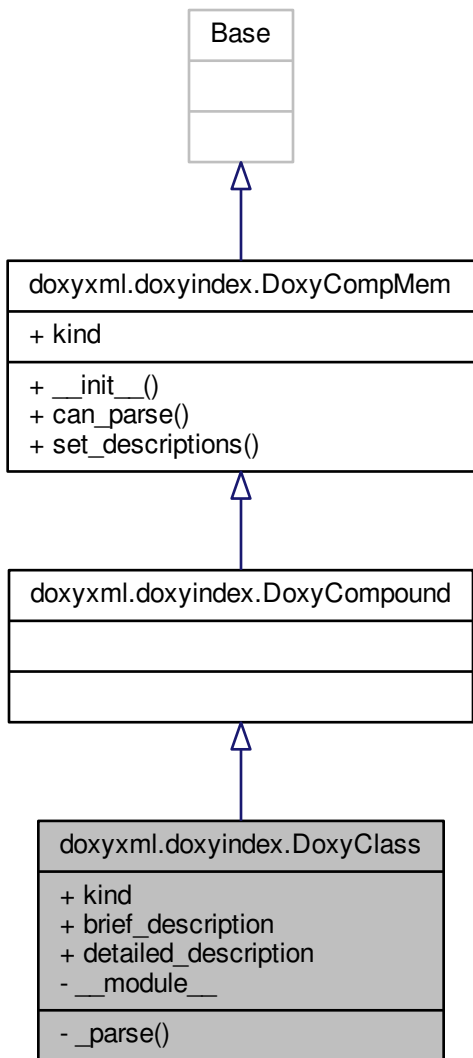 Base
doxyxml.doxyindex.DoxyCompMem
+ kind
+ __init__()
+ can_parse()
+ set_descriptions()
doxyxml.doxyindex.DoxyCompound
doxyxml.doxyindex.DoxyClass
+ kind
+ brief_description
+ detailed_description
- __module__
- _parse()